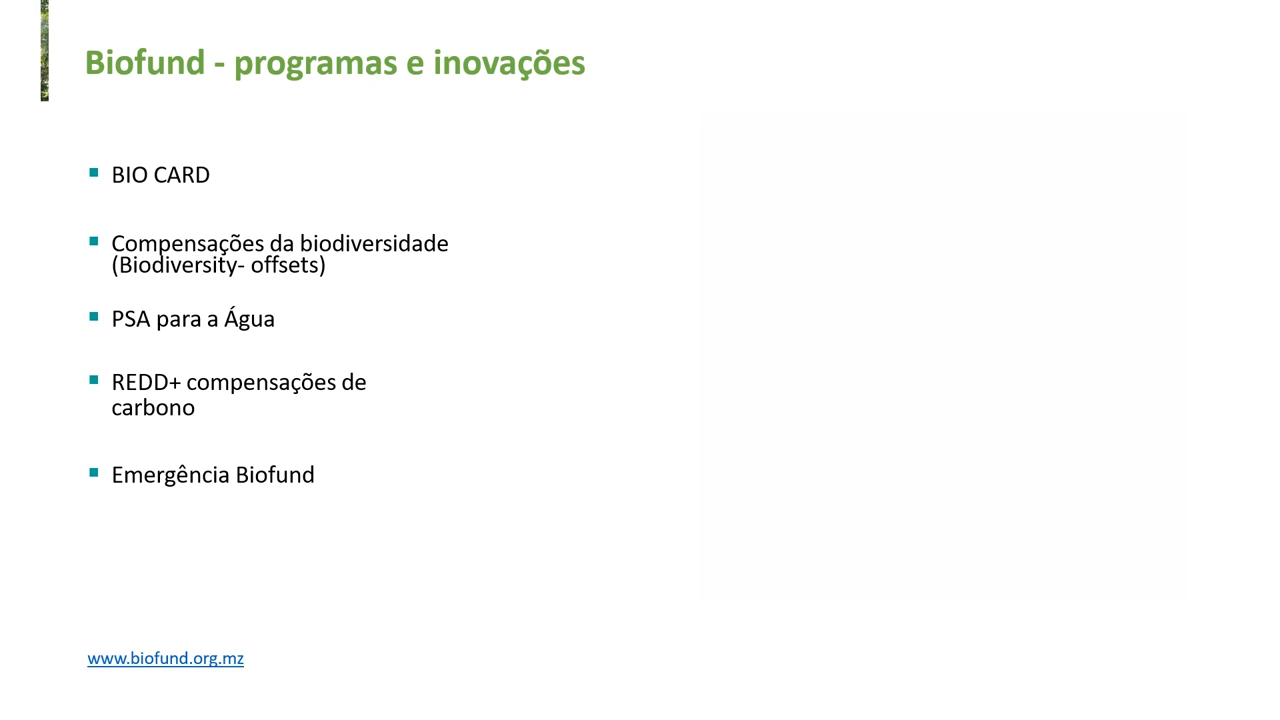 Biofund - programas e inovações
BIO CARD
Compensações da biodiversidade
(Biodiversity- offsets)
PSA para a Água
REDD+ compensações de
carbono
Emergência Biofund
www.biofund.org.mz